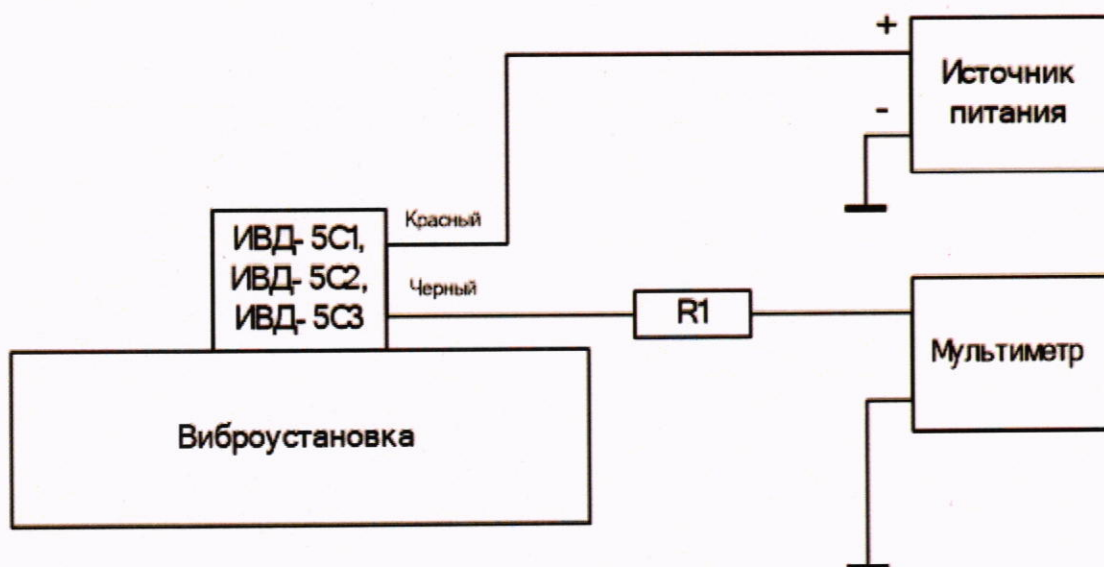 +
Источник
питания
-
Красный
ИВД- 5С1,
ИВД- 5С2,
ИВД- 5С3
Черный
R1
Мультиметр
Виброустановка